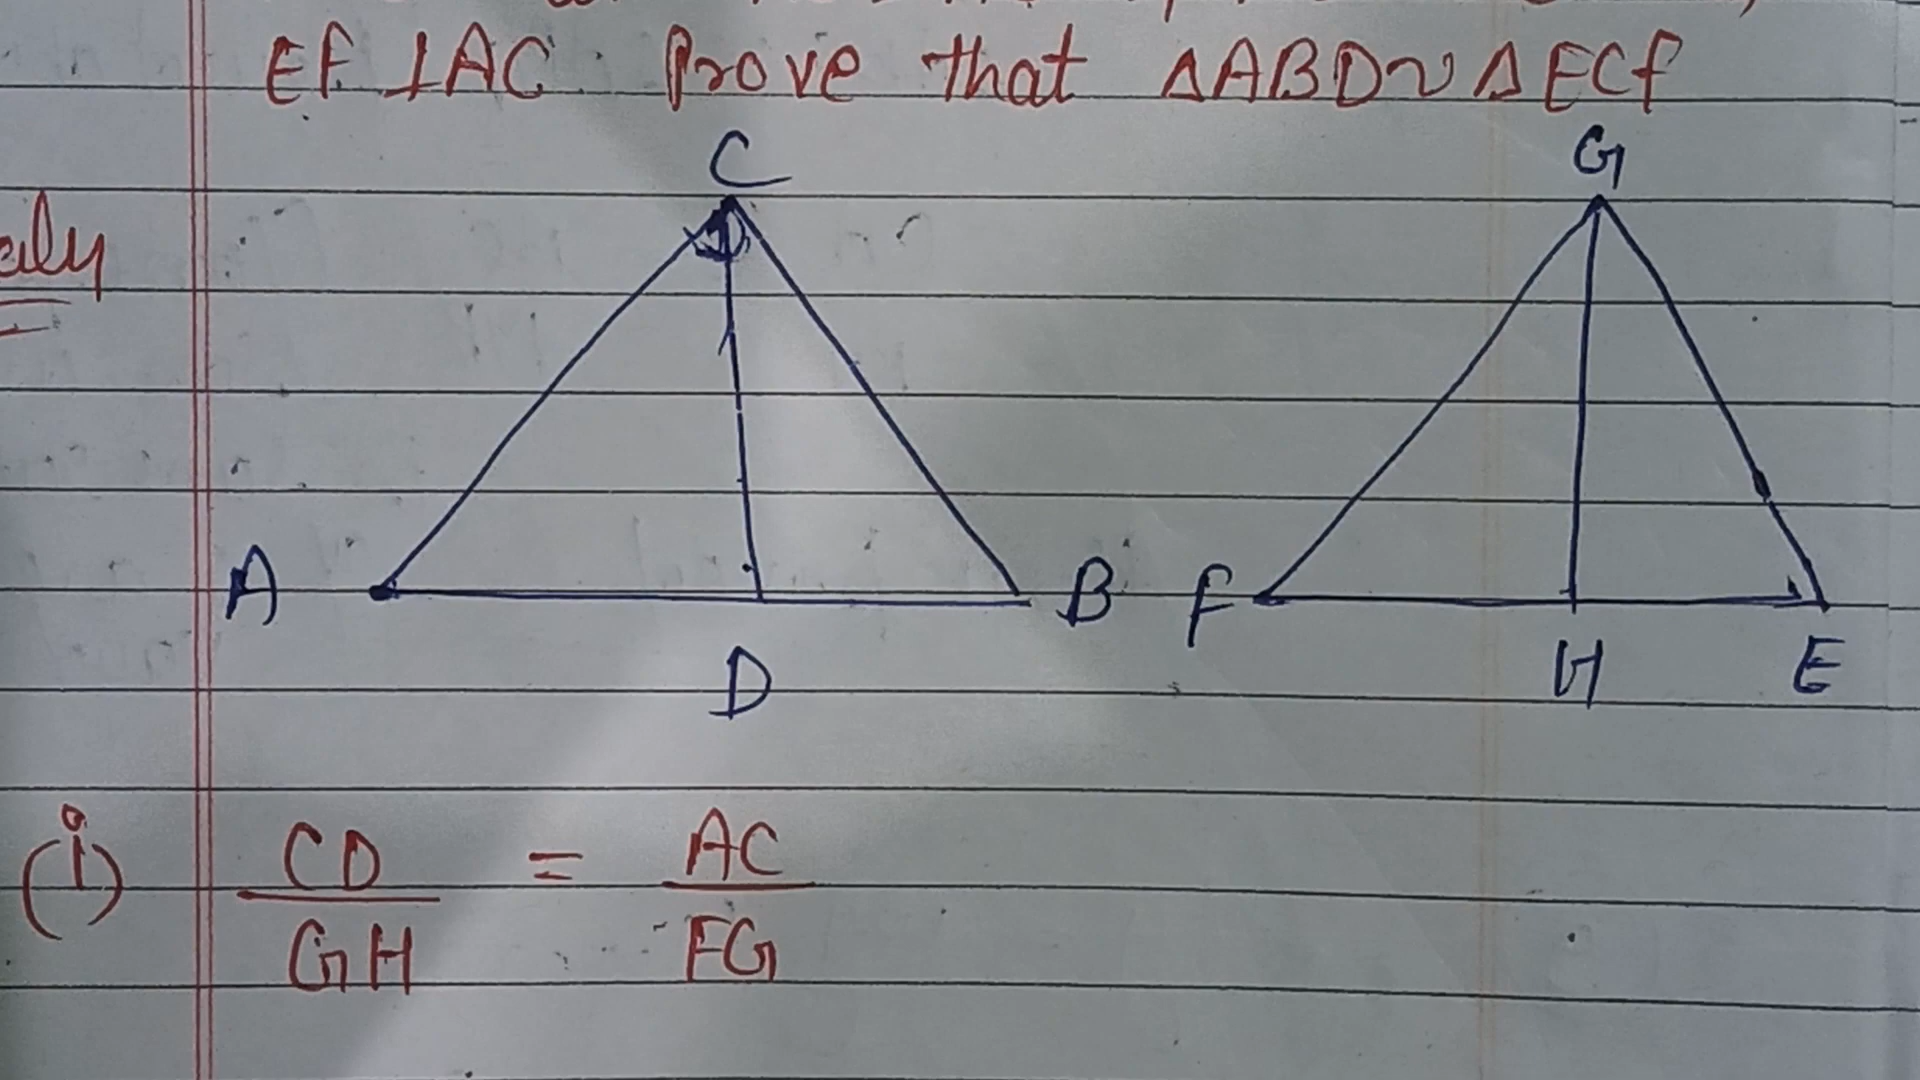 EF ⊥ AC. Prove that ΔABD ~ ΔECF
C G
A B F
D H E
(i) CD = AC
GH FG